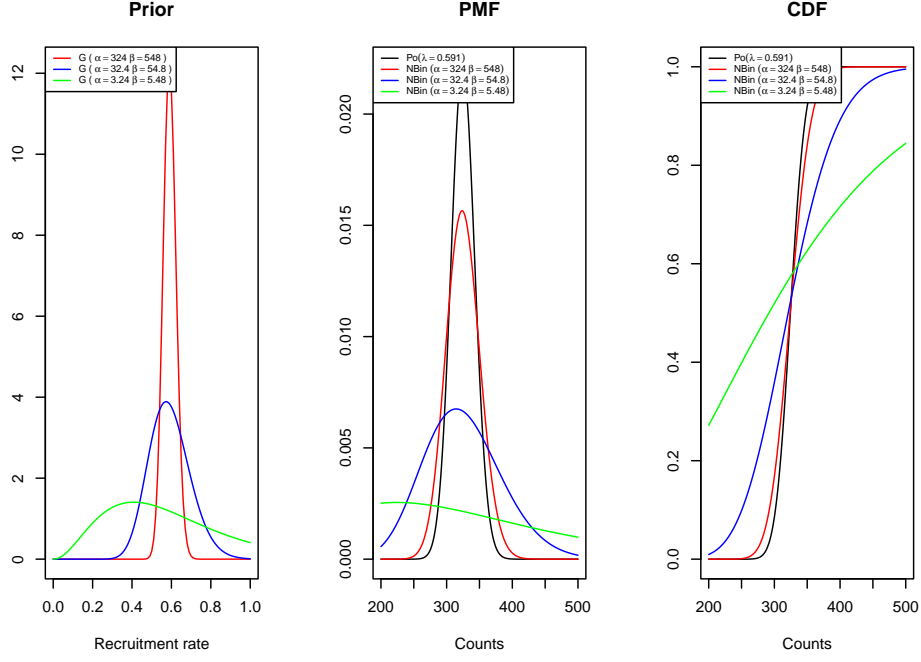 Prior
G ( α = 324 β = 548 )
G ( α = 32.4 β = 54.8 )
G ( α = 3.24 β = 5.48 )
0 2 4 6 8 10 12
0.0 0.2 0.4 0.6 0.8 1.0
Recruitment rate
PMF
Po(λ = 0.591)
NBin (α = 324 β = 548)
NBin (α = 32.4 β = 54.8)
NBin (α = 3.24 β = 5.48)
0.000 0.005 0.010 0.015 0.020
200 300 400 500
Counts
CDF
Po(λ = 0.591)
NBin (α = 324 β = 548)
NBin (α = 32.4 β = 54.8)
NBin (α = 3.24 β = 5.48)
0.0 0.2 0.4 0.6 0.8 1.0
200 300 400 500
Counts